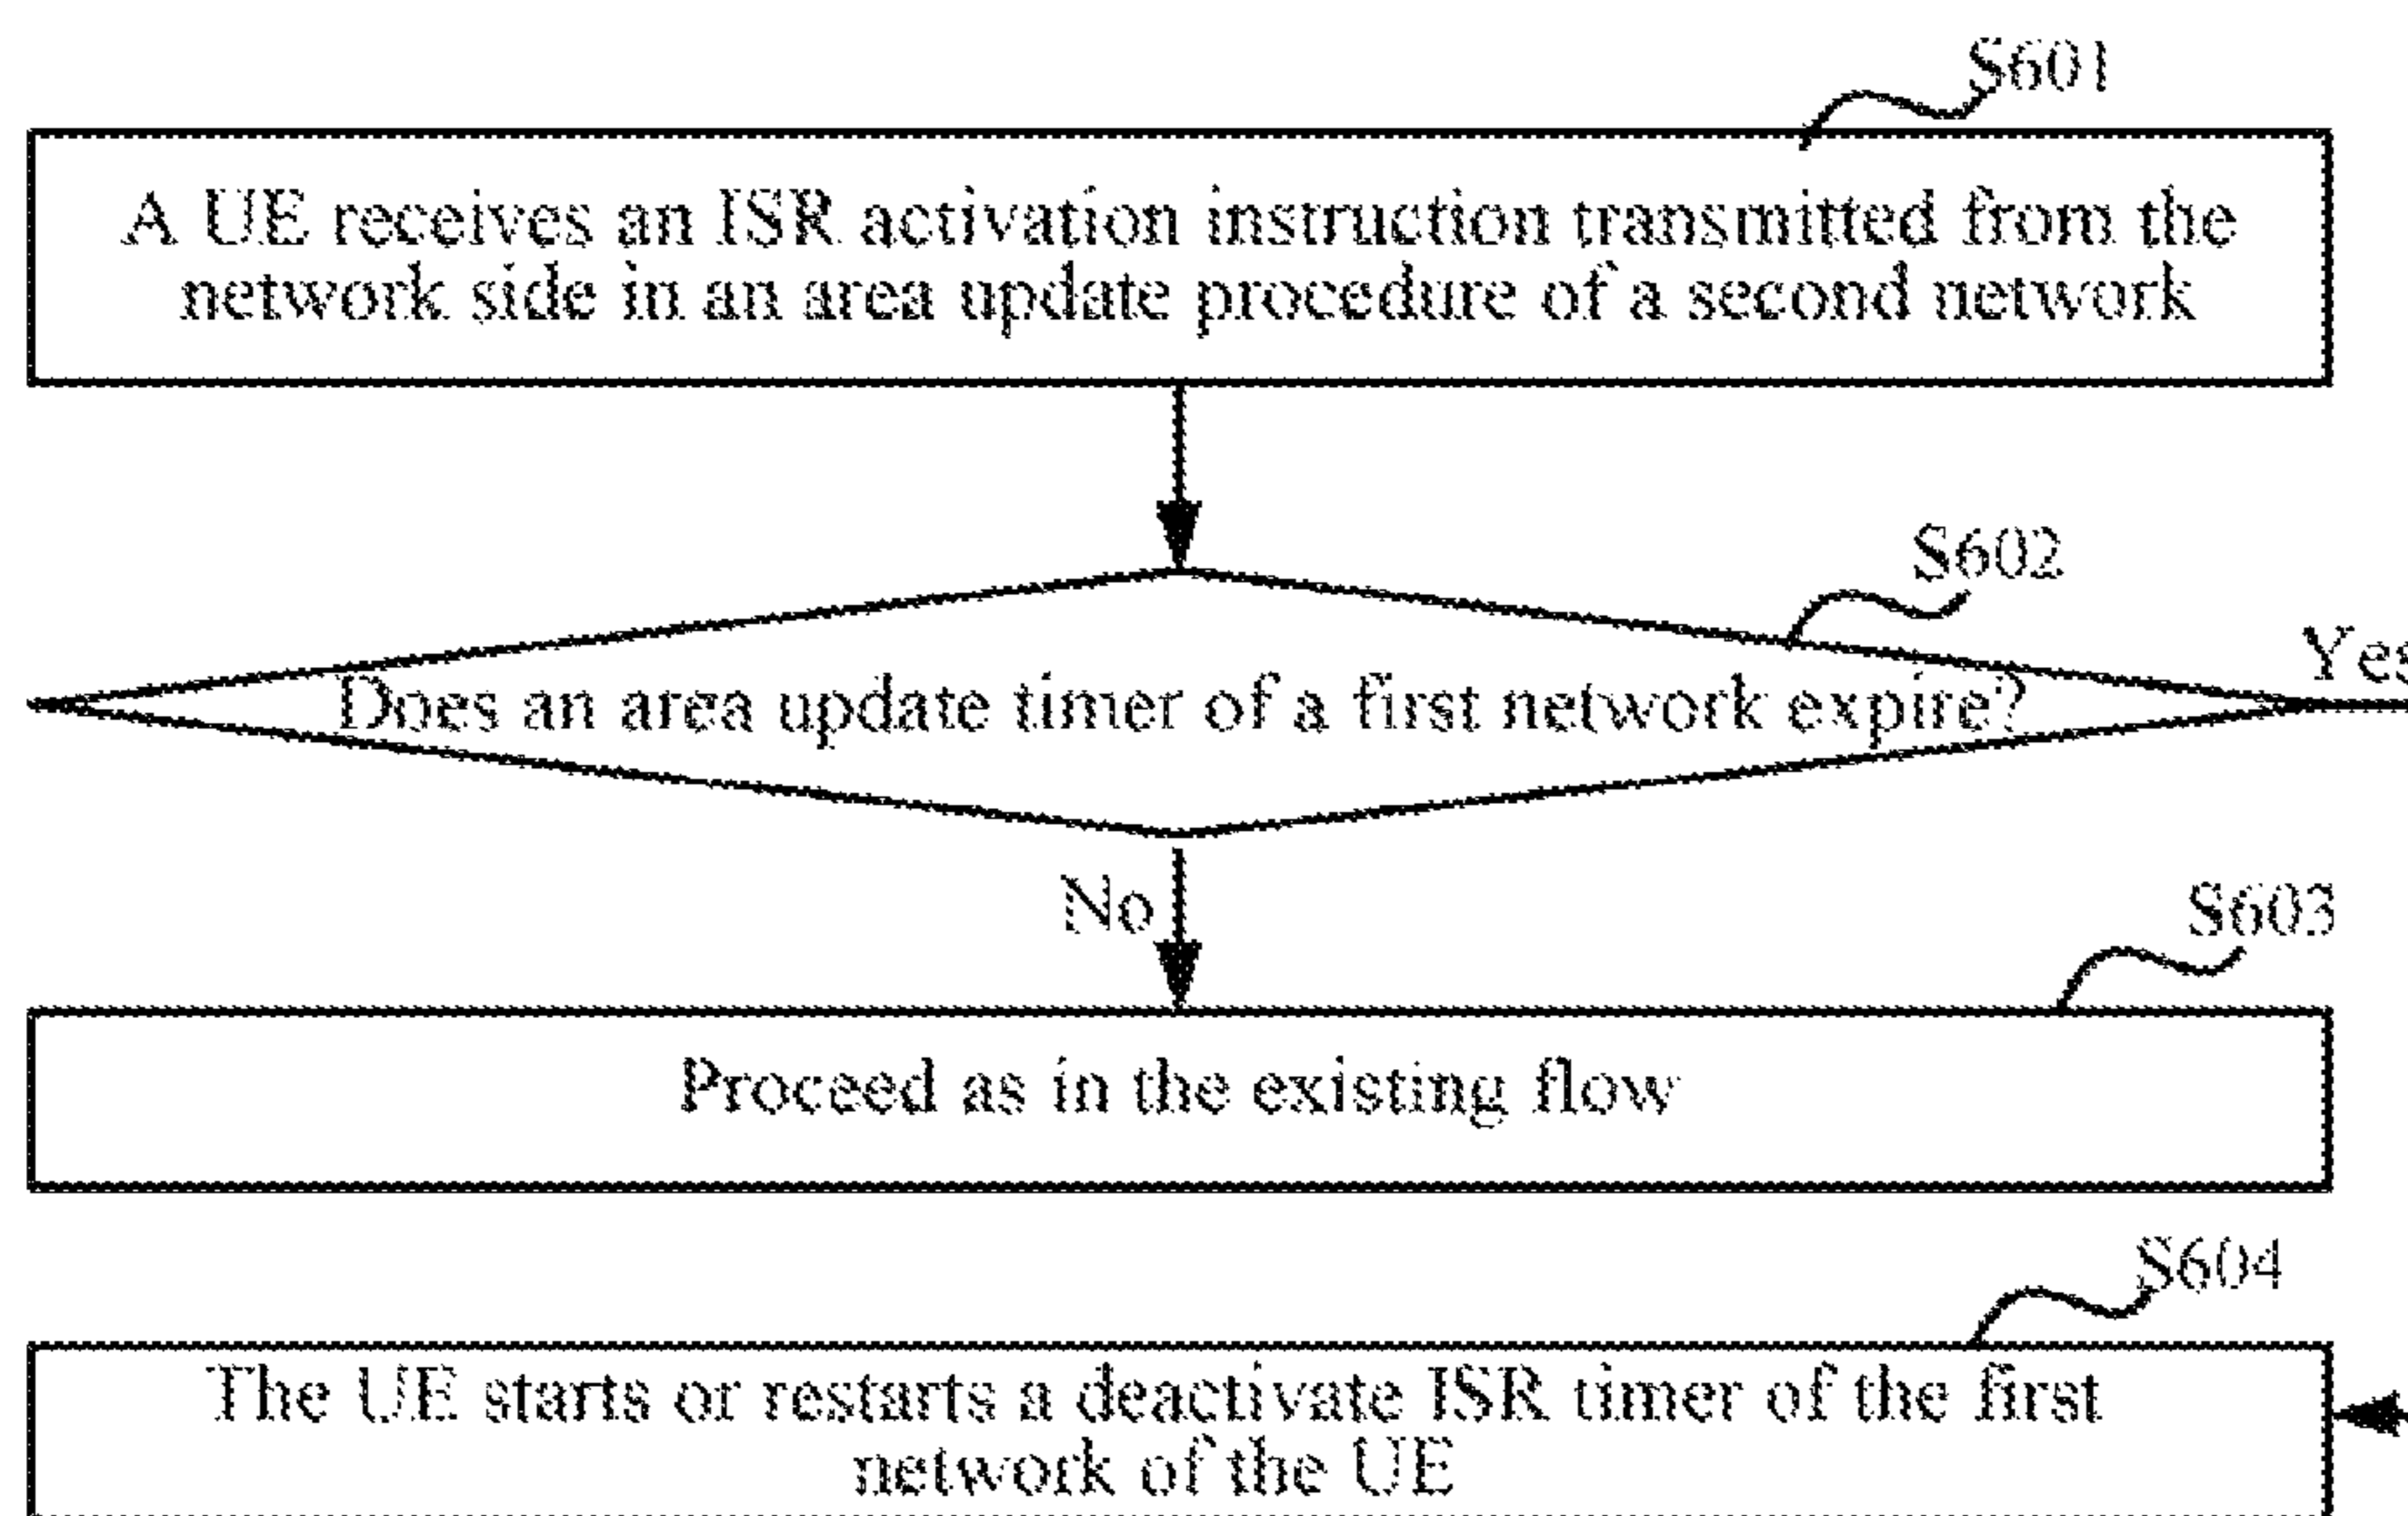 S601
A UE receives an ISR activation instruction transmitted from the
network side in an area update procedure of a second network
S602
Yes
Does an area update timer of a first network expire?
No
S603
Proceed as in the existing flow
S604
The UE starts or restarts a deactivate ISR timer of the first
network of the UE